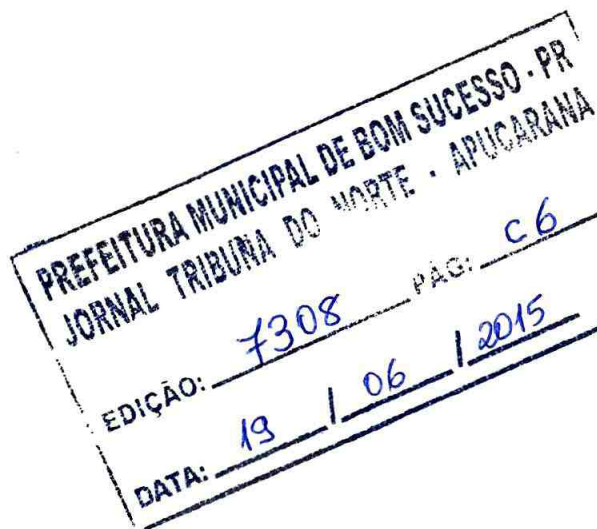 PREFEITURA MUNICIPAL DE BOM SUCESSO - PR
JORNAL TRIBUNA DO NORTE - APUCARANA
EDIÇÃO: 7308 PÁG: C6
DATA: 19 / 06 / 2015